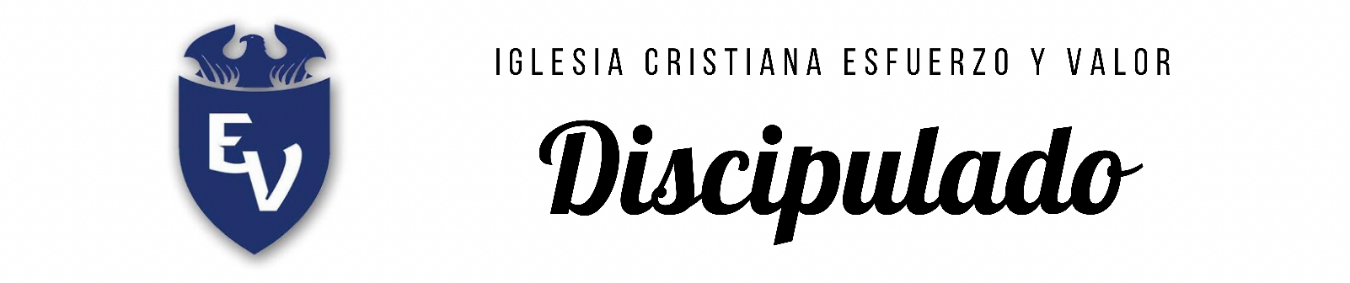 EV
IGLESIA CRISTIANA ESFUERZO Y VALOR
Discipulado